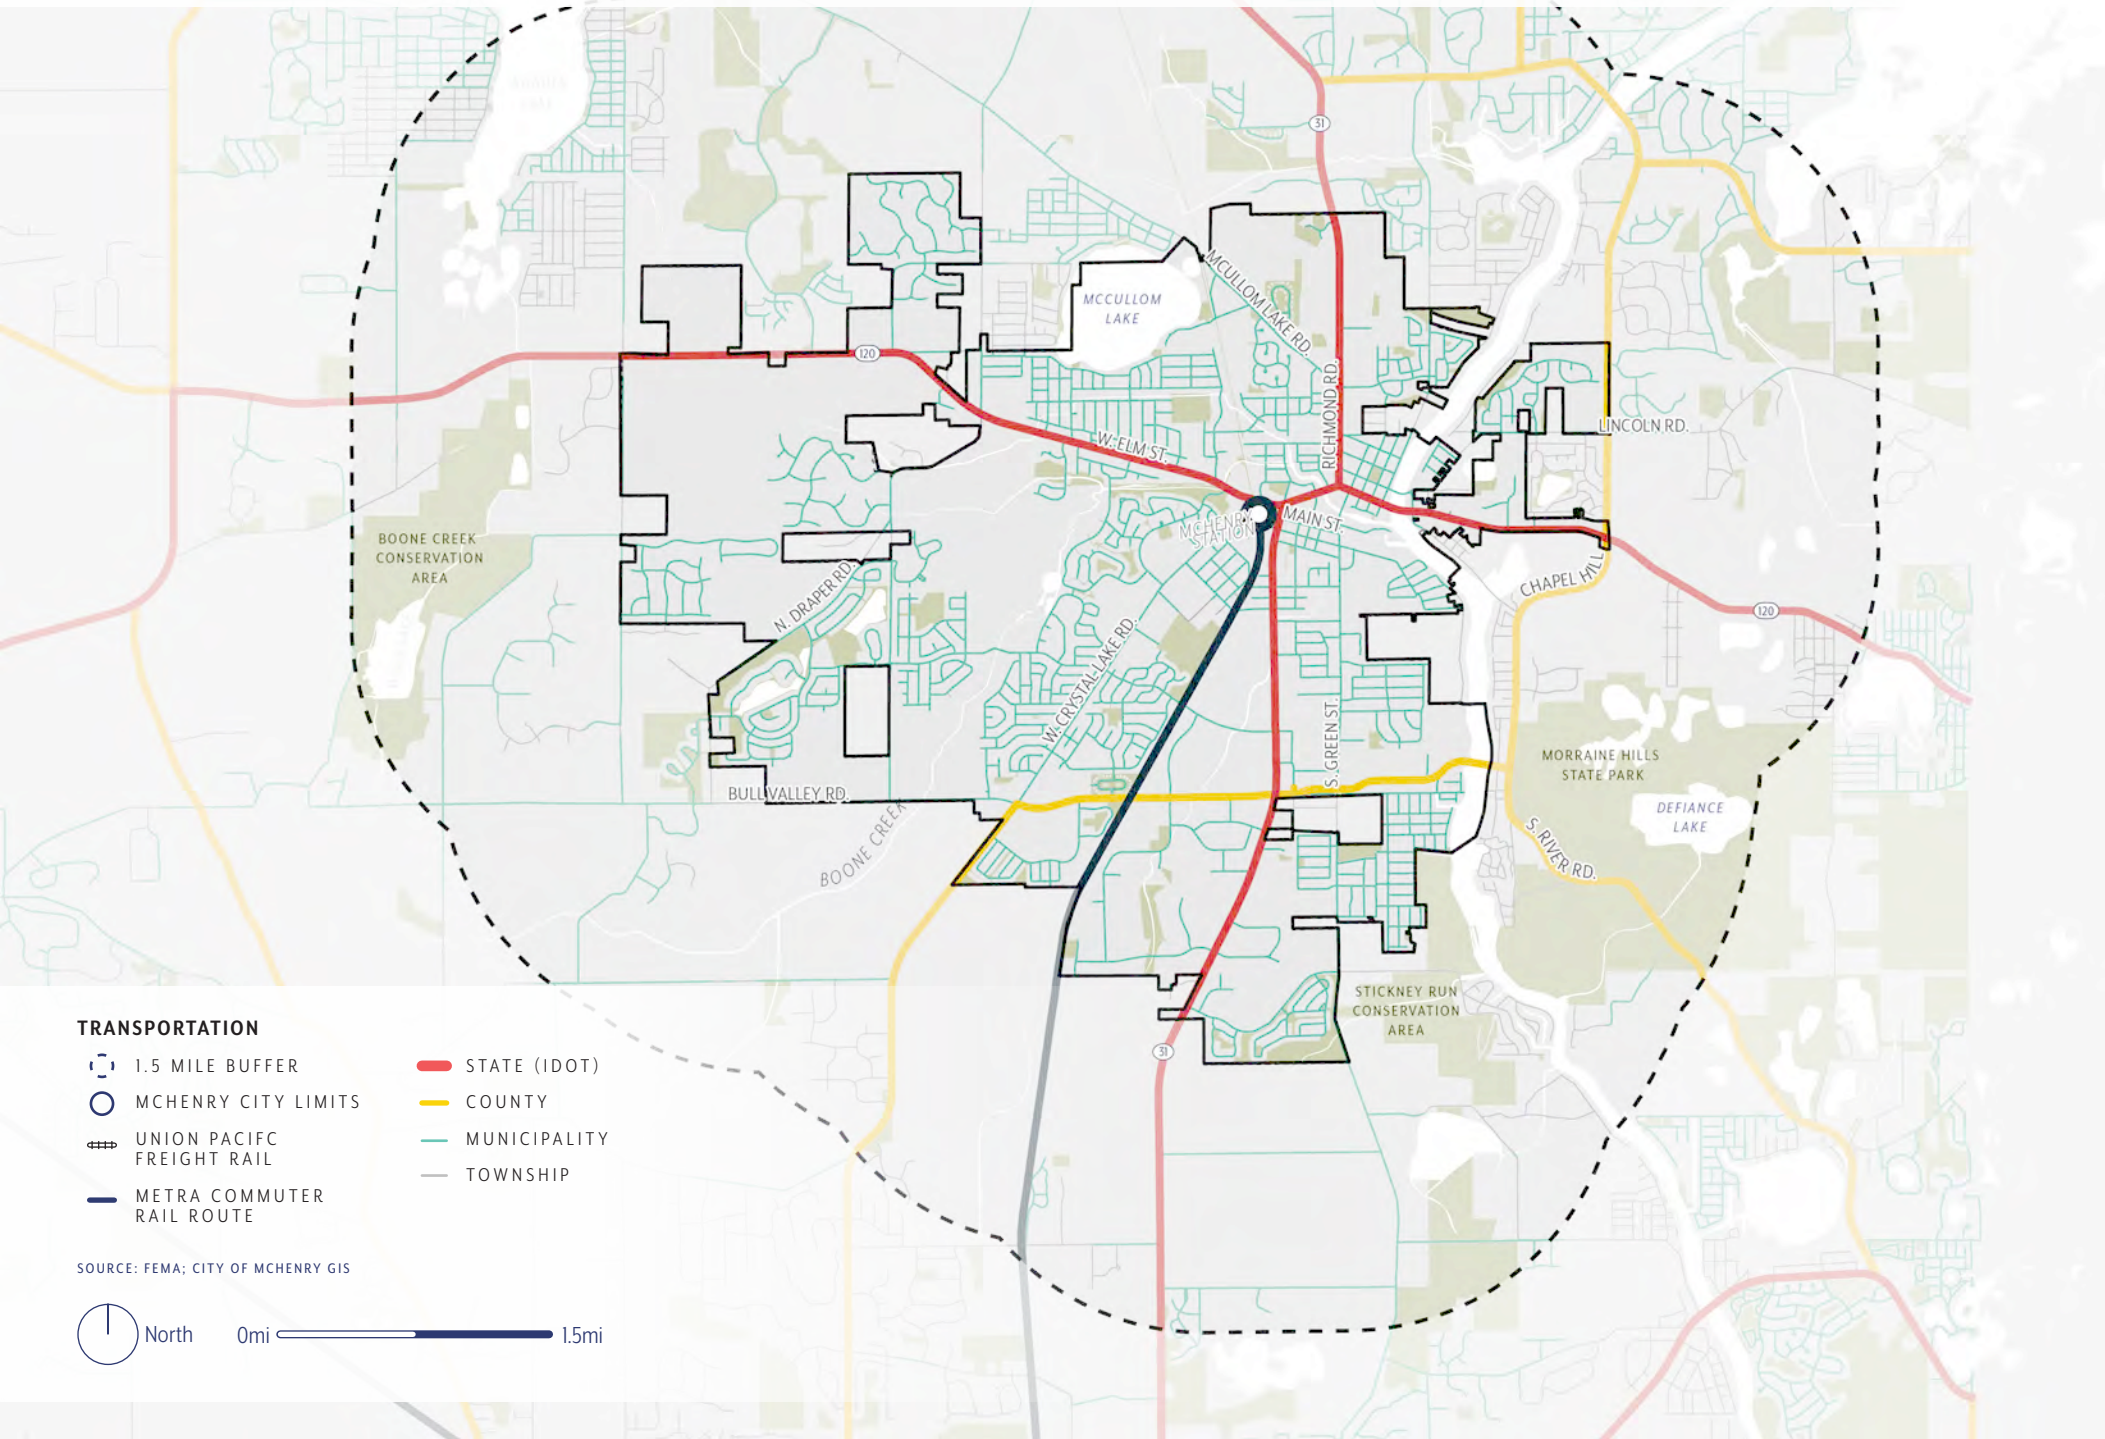 31
MCULLOM LAKE RD.
MCCULLOM
LAKE
120
RICHMOND RD.
LINCOLN RD.
W. ELM ST.
MCHENRY
STATION
MAIN ST.
BOONE CREEK
CONSERVATION
AREA
N. DRAPER RD.
CHAPEL HILL
120
W. CRYSTAL LAKE RD.
S. GREEN ST.
MORRAINE HILLS
STATE PARK
BULL VALLEY RD.
DEFIANCE
LAKE
BOONE CREEK
S. RIVER RD.
STICKNEY RUN
CONSERVATION
AREA
31
TRANSPORTATION
1.5 MILE BUFFER
MCHENRY CITY LIMITS
UNION PACIFC
FREIGHT RAIL
METRA COMMUTER
RAIL ROUTE
STATE (IDOT)
COUNTY
MUNICIPALITY
TOWNSHIP
SOURCE: FEMA; CITY OF MCHENRY GIS
North
0mi
1.5mi